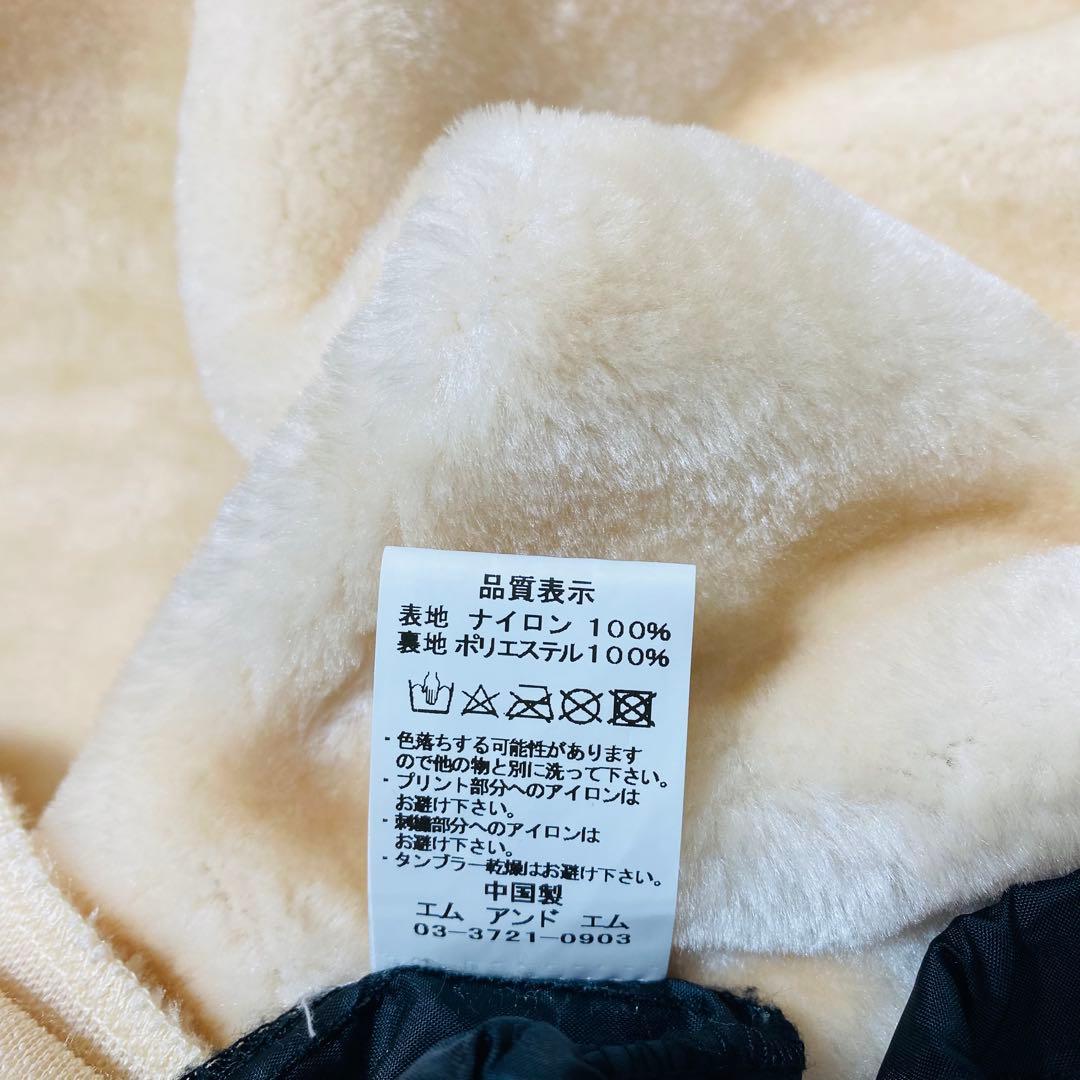 品質表示
表地 ナイロン 100%
裏地 ポリエステル100%
・色落ちする可能性があります
ので他の物と別に洗って下さい。
・プリント部分へのアイロンは
お避け下さい。
・刺繍部分へのアイロンは
お避け下さい。
・タンブラー乾燥はお避け下さい。
中国製
エム アンド エム
03-3721-0903